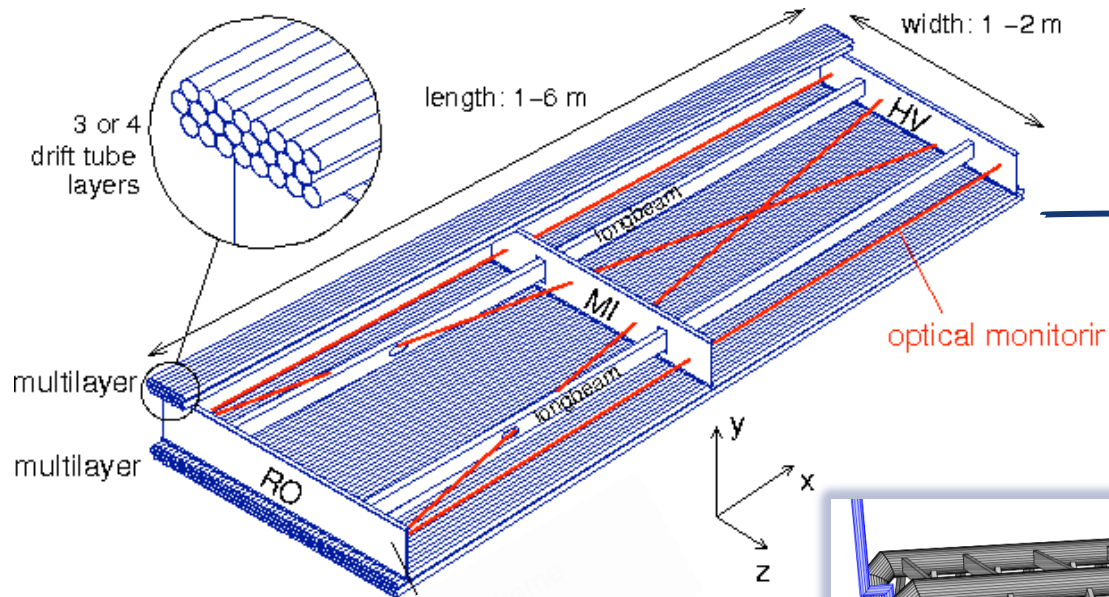 width: 1 –2 m
length: 1–6 m
3 or 4
drift tube
layers
HV
longbeam
MI
optical monitorin
multilayer
longbeam
multilayer
RO
y
x
z